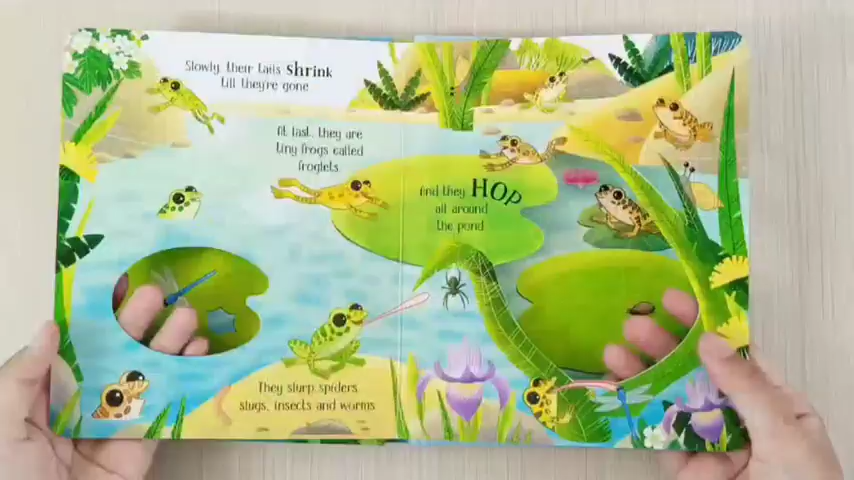 Slowly, their tails shrink
till they're gone
At last, they are
tiny frogs called
froglets.
And they HOP
all around
the pond
They slurp spiders,
slugs, insects and worms